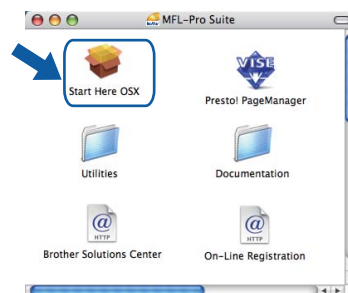 MFL-Pro Suite
Start Here OSX
VISE
Presto! PageManager
Utilities
Documentation
@
HTTP
Brother Solutions Center
@
HTTP
On-Line Registration